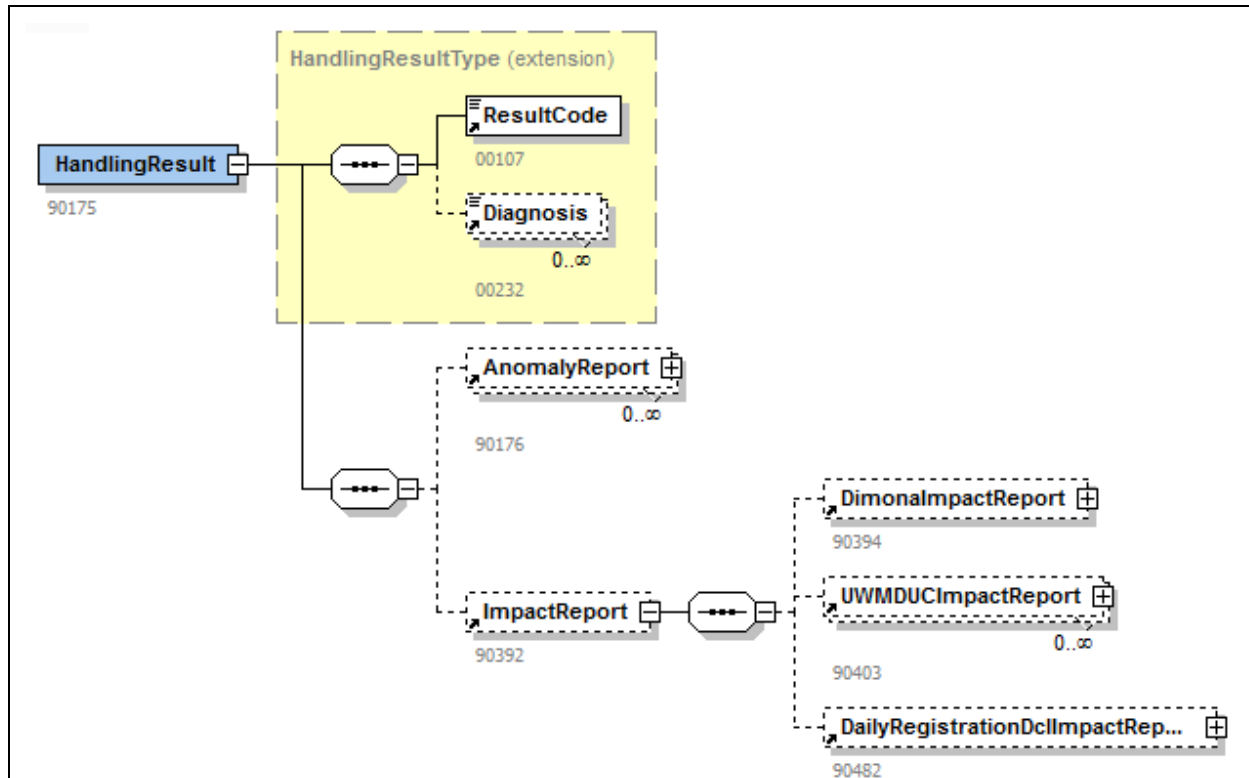 HandlingResultType (extension)
ResultCode
00107
HandlingResult
90175
Diagnosis
0..∞
00232
AnomalyReport
0..∞
90176
DimonaImpactReport
90394
ImpactReport
90392
UWMDUCImpactReport
0..∞
90403
DailyRegistrationDclImpactRep...
90482